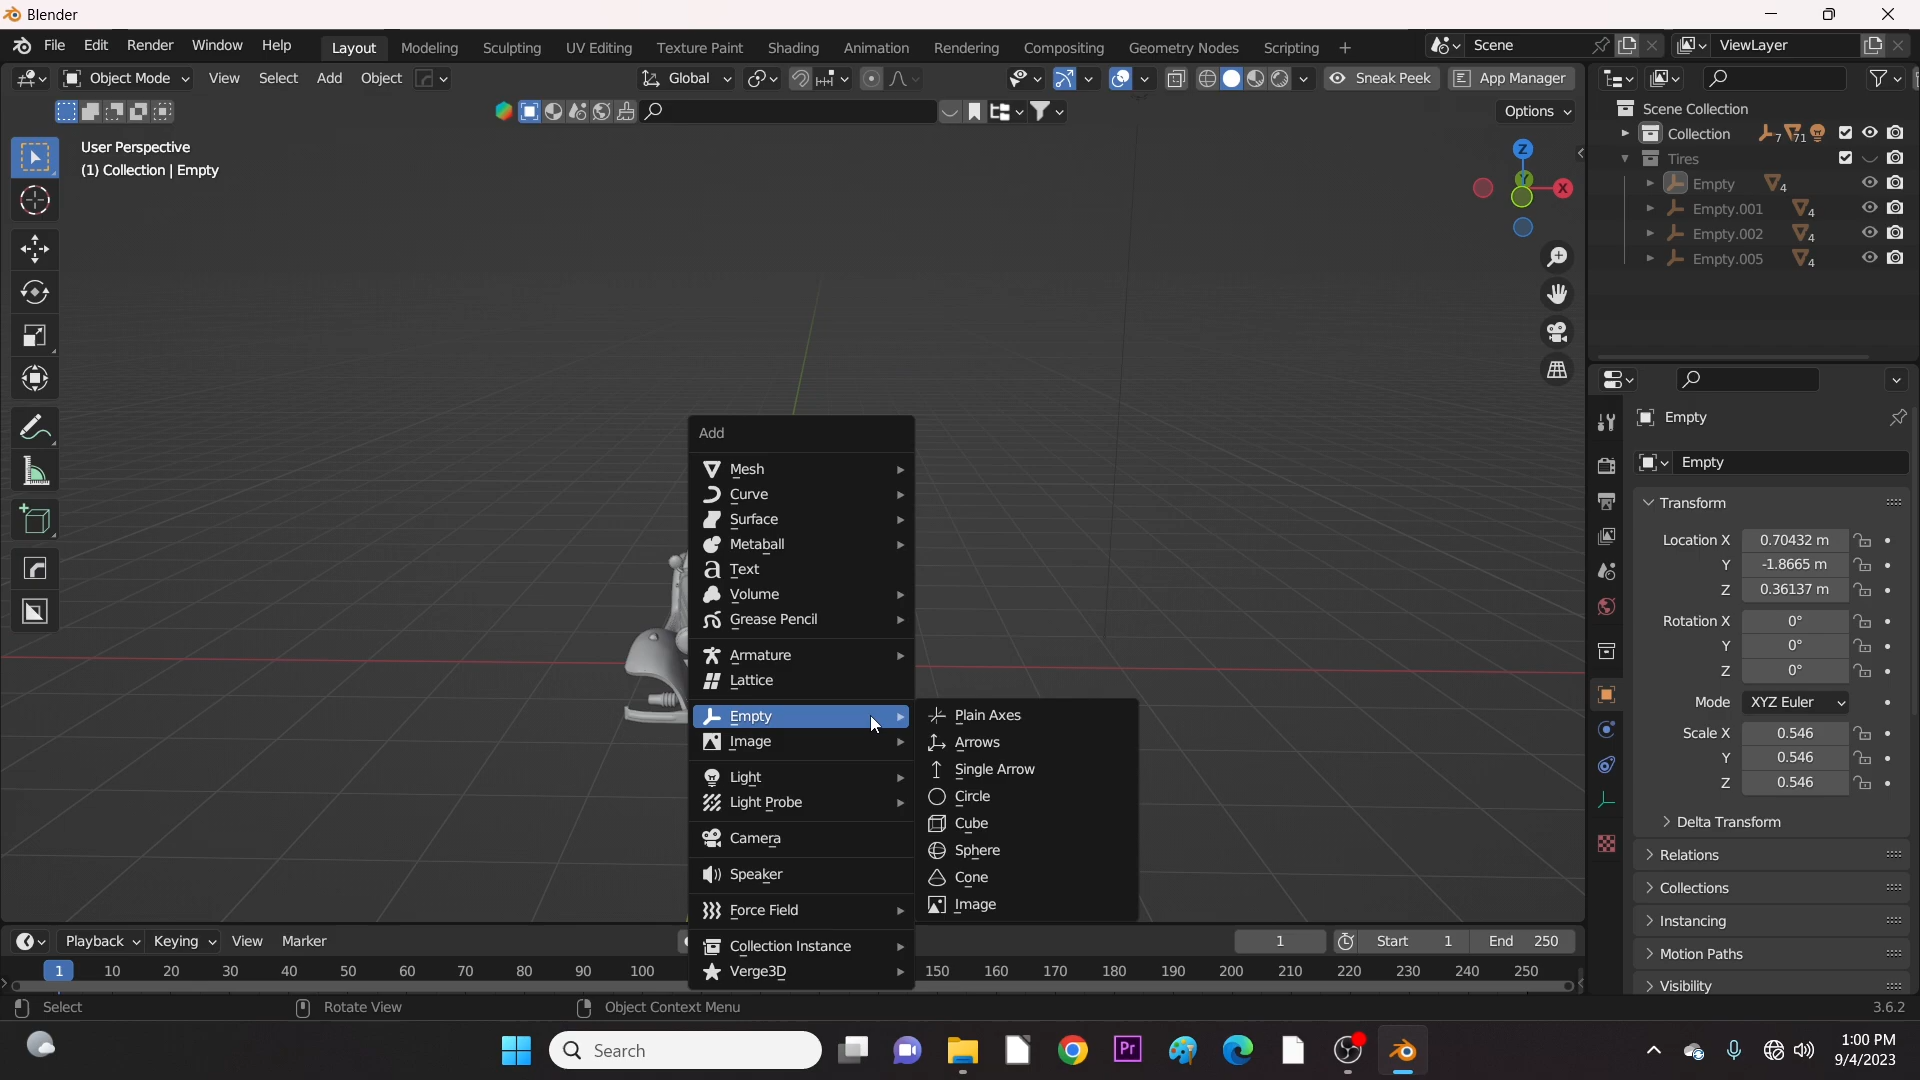 Blender
File Edit Render Window Help Layout Modeling Sculpting UV Editing Texture Paint Shading Animation Rendering Compositing Geometry Nodes Scripting + Scene ViewLayer
Object Mode View Select Add Object Global Sneak Peek App Manager
Options
User Perspective
(1) Collection | Empty
Z
Y
X
Scene Collection
Collection 7 71
Tires
Empty 4
Empty.001 4
Empty.002 4
Empty.005 4
Add
Mesh
Curve
Surface
Metaball
Text
Volume
Grease Pencil
Armature
Lattice
Empty
Image
Light
Light Probe
Camera
Speaker
Force Field
Collection Instance
Verge3D
Plain Axes
Arrows
Single Arrow
Circle
Cube
Sphere
Cone
Image
Empty
Empty
Transform
Location X 0.70432 m
Y -1.8665 m
Z 0.36137 m
Rotation X 0°
Y 0°
Z 0°
Mode XYZ Euler
Scale X 0.546
Y 0.546
Z 0.546
Delta Transform
Relations
Collections
Instancing
Motion Paths
Visibility
Playback Keying View Marker 1 Start 1 End 250
1 10 20 30 40 50 60 70 80 90 100 150 160 170 180 190 200 210 220 230 240 250
Select Rotate View Object Context Menu 3.6.2
Search
Pr
1:00 PM
9/4/2023